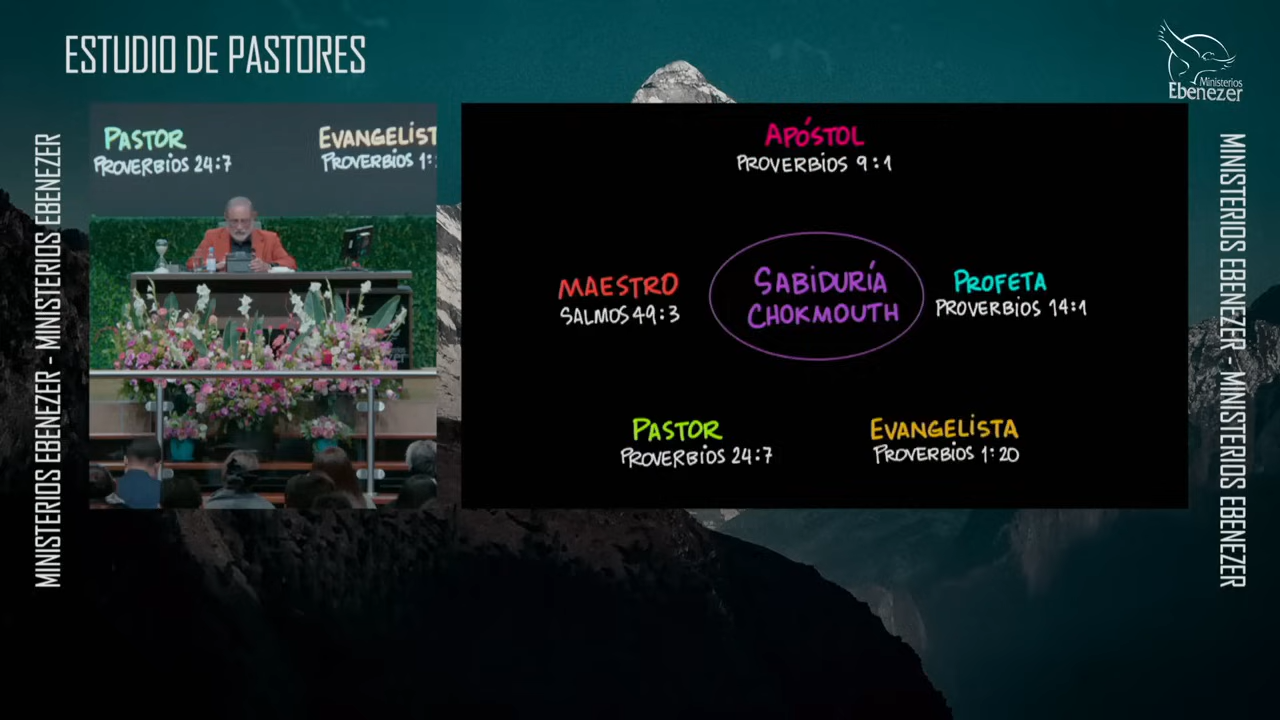 ESTUDIO DE PASTORES
Ministerios
Ebenezer
MINISTERIOS EBENEZER - MINISTERIOS EBENEZER
PASTOR
PROVERBIOS 24:7
EVANGELIST
PROVERBIOS 1:
APÓSTOL
PROVERBIOS 9:1
MAESTRO
SALMOS 49:3
SABIDURÍA
CHOKMOUTH
PROFETA
PROVERBIOS 14:1
PASTOR
PROVERBIOS 24:7
EVANGELISTA
PROVERBIOS 1:20
MINISTERIOS EBENEZER - MINISTERIOS EBENEZER